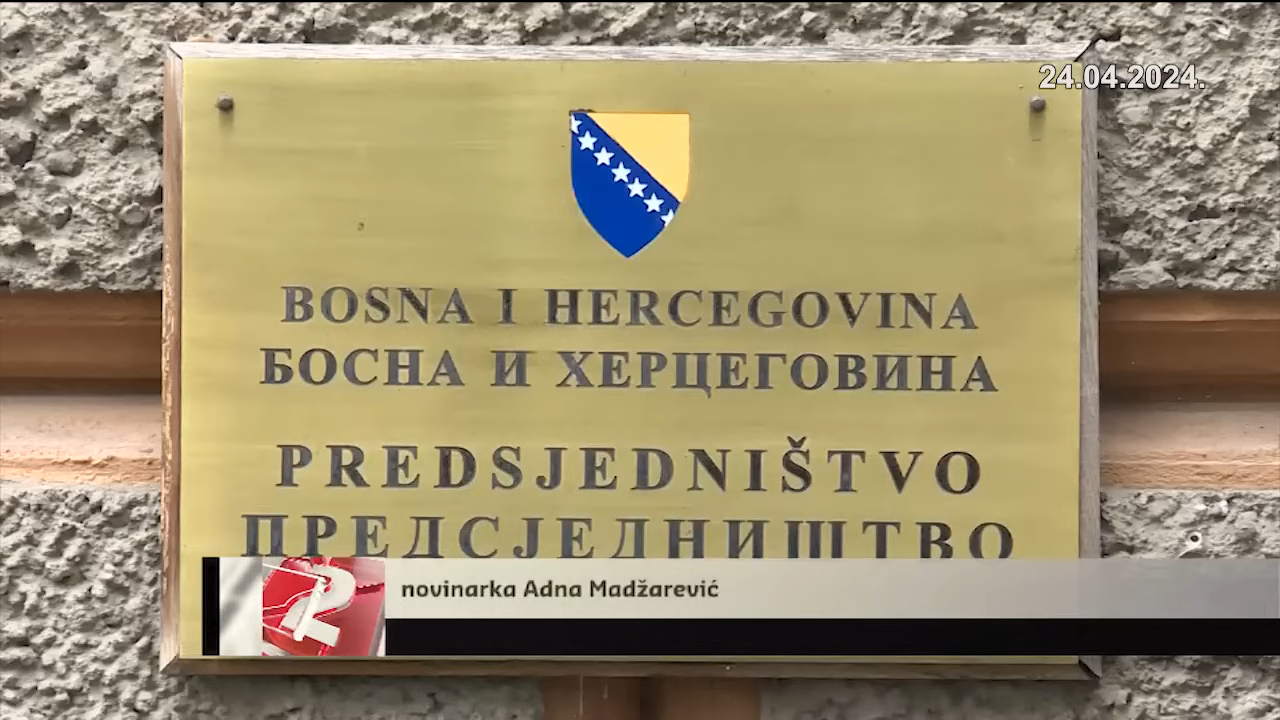 24.04.2024.
BOSNA I HERCEGOVINA
БОСНА И ХЕРЦЕГОВИНА
PREDSJEDNIŠTVO
ПРЕДСЈЕДНИШТВО
2
novinarka Adna Madžarević